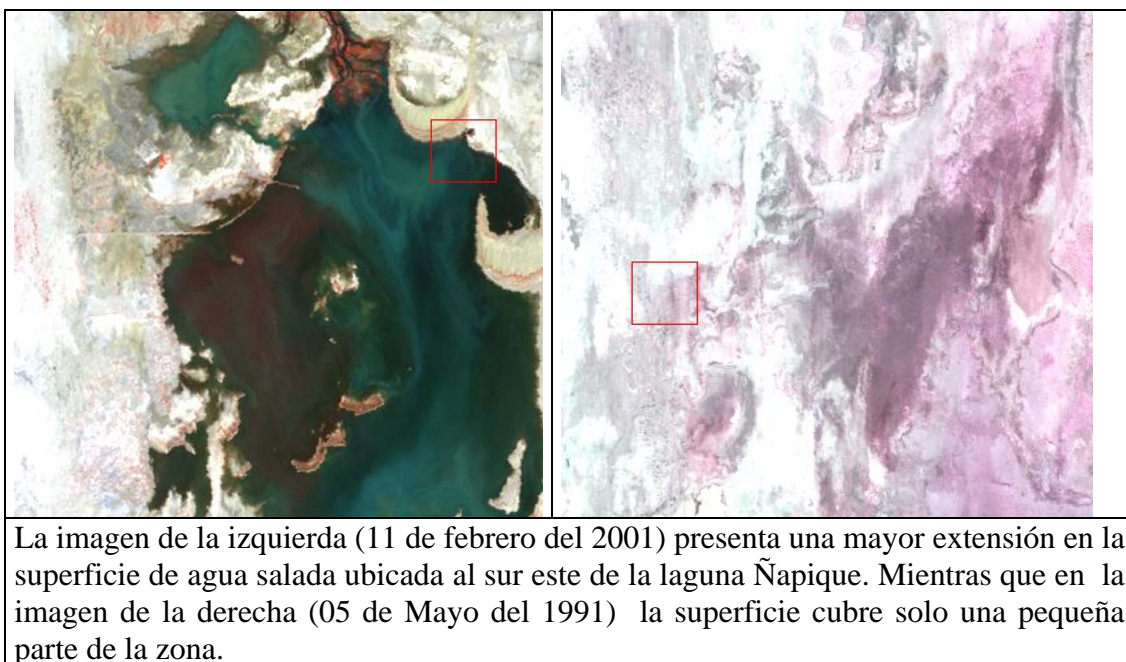 La imagen de la izquierda (11 de febrero del 2001) presenta una mayor extensión en la
superficie de agua salada ubicada al sur este de la laguna Ñapique. Mientras que en la
imagen de la derecha (05 de Mayo del 1991) la superficie cubre solo una pequeña
parte de la zona.